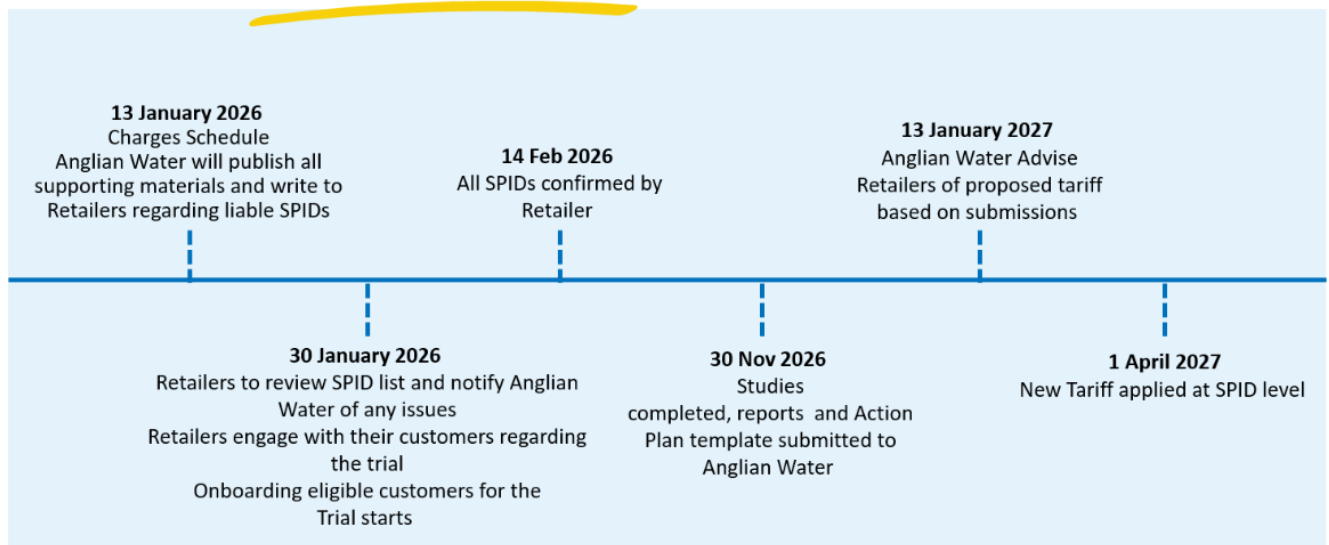 13 January 2026
Charges Schedule
Anglian Water will publish all
supporting materials and write to
Retailers regarding liable SPIDs
14 Feb 2026
All SPIDs confirmed by
Retailer
13 January 2027
Anglian Water Advise
Retailers of proposed tariff
based on submissions
30 January 2026
Retailers to review SPID list and notify Anglian
Water of any issues
Retailers engage with their customers regarding
the trial
Onboarding eligible customers for the
Trial starts
30 Nov 2026
Studies
completed, reports and Action
Plan template submitted to
Anglian Water
1 April 2027
New Tariff applied at SPID level